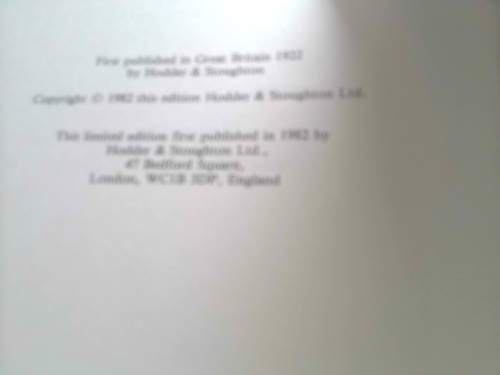 First published in Great Britain 1922
by Hodder & Stoughton
Copyright © 1982 this edition Hodder & Stoughton Ltd.
This limited edition first published in 1982 by
Hodder & Stoughton Ltd.,
47 Bedford Square,
London, WC1B 3DP, England